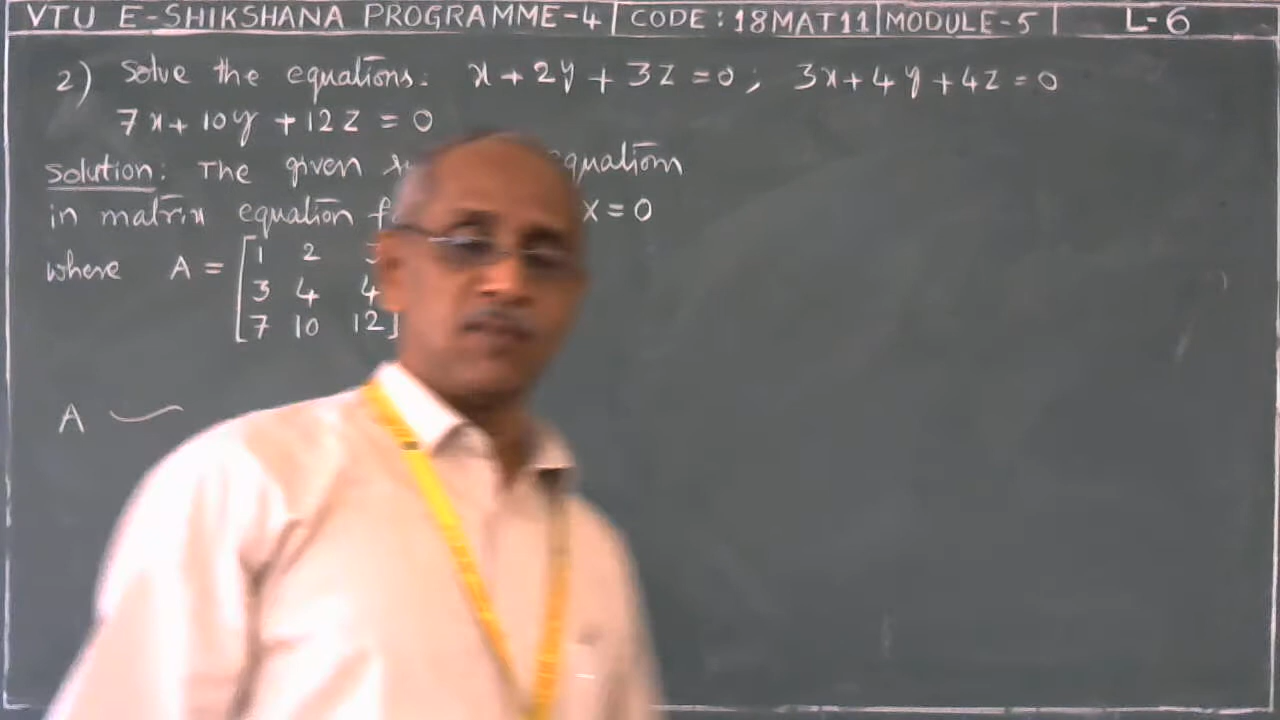 VTU E-SHIKSHANA PROGRAMME-4 | CODE: 18MAT11 | MODULE-5 | L-6
2) Solve the equations: x + 2y + 3z = 0; 3x + 4y + 4z = 0
7x + 10y + 12z = 0
Solution: The given
in matrix equation X = 0
where A = [1 2
3 4 4
7 10 12]
A